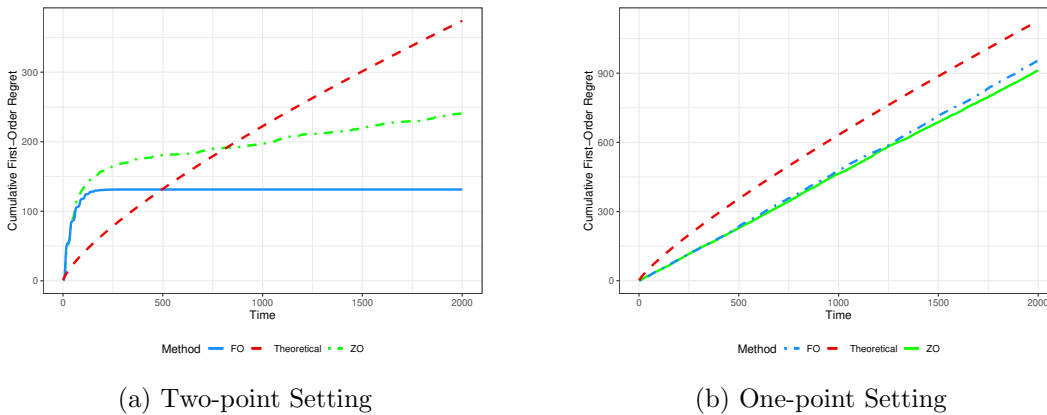 Cumulative First-Order Regret
300
200
100
0
0
500
1000
1500
2000
Time
Method FO Theoretical ZO
(a) Two-point Setting
Cumulative First-Order Regret
900
600
300
0
0
500
1000
1500
2000
Time
Method FO Theoretical ZO
(b) One-point Setting